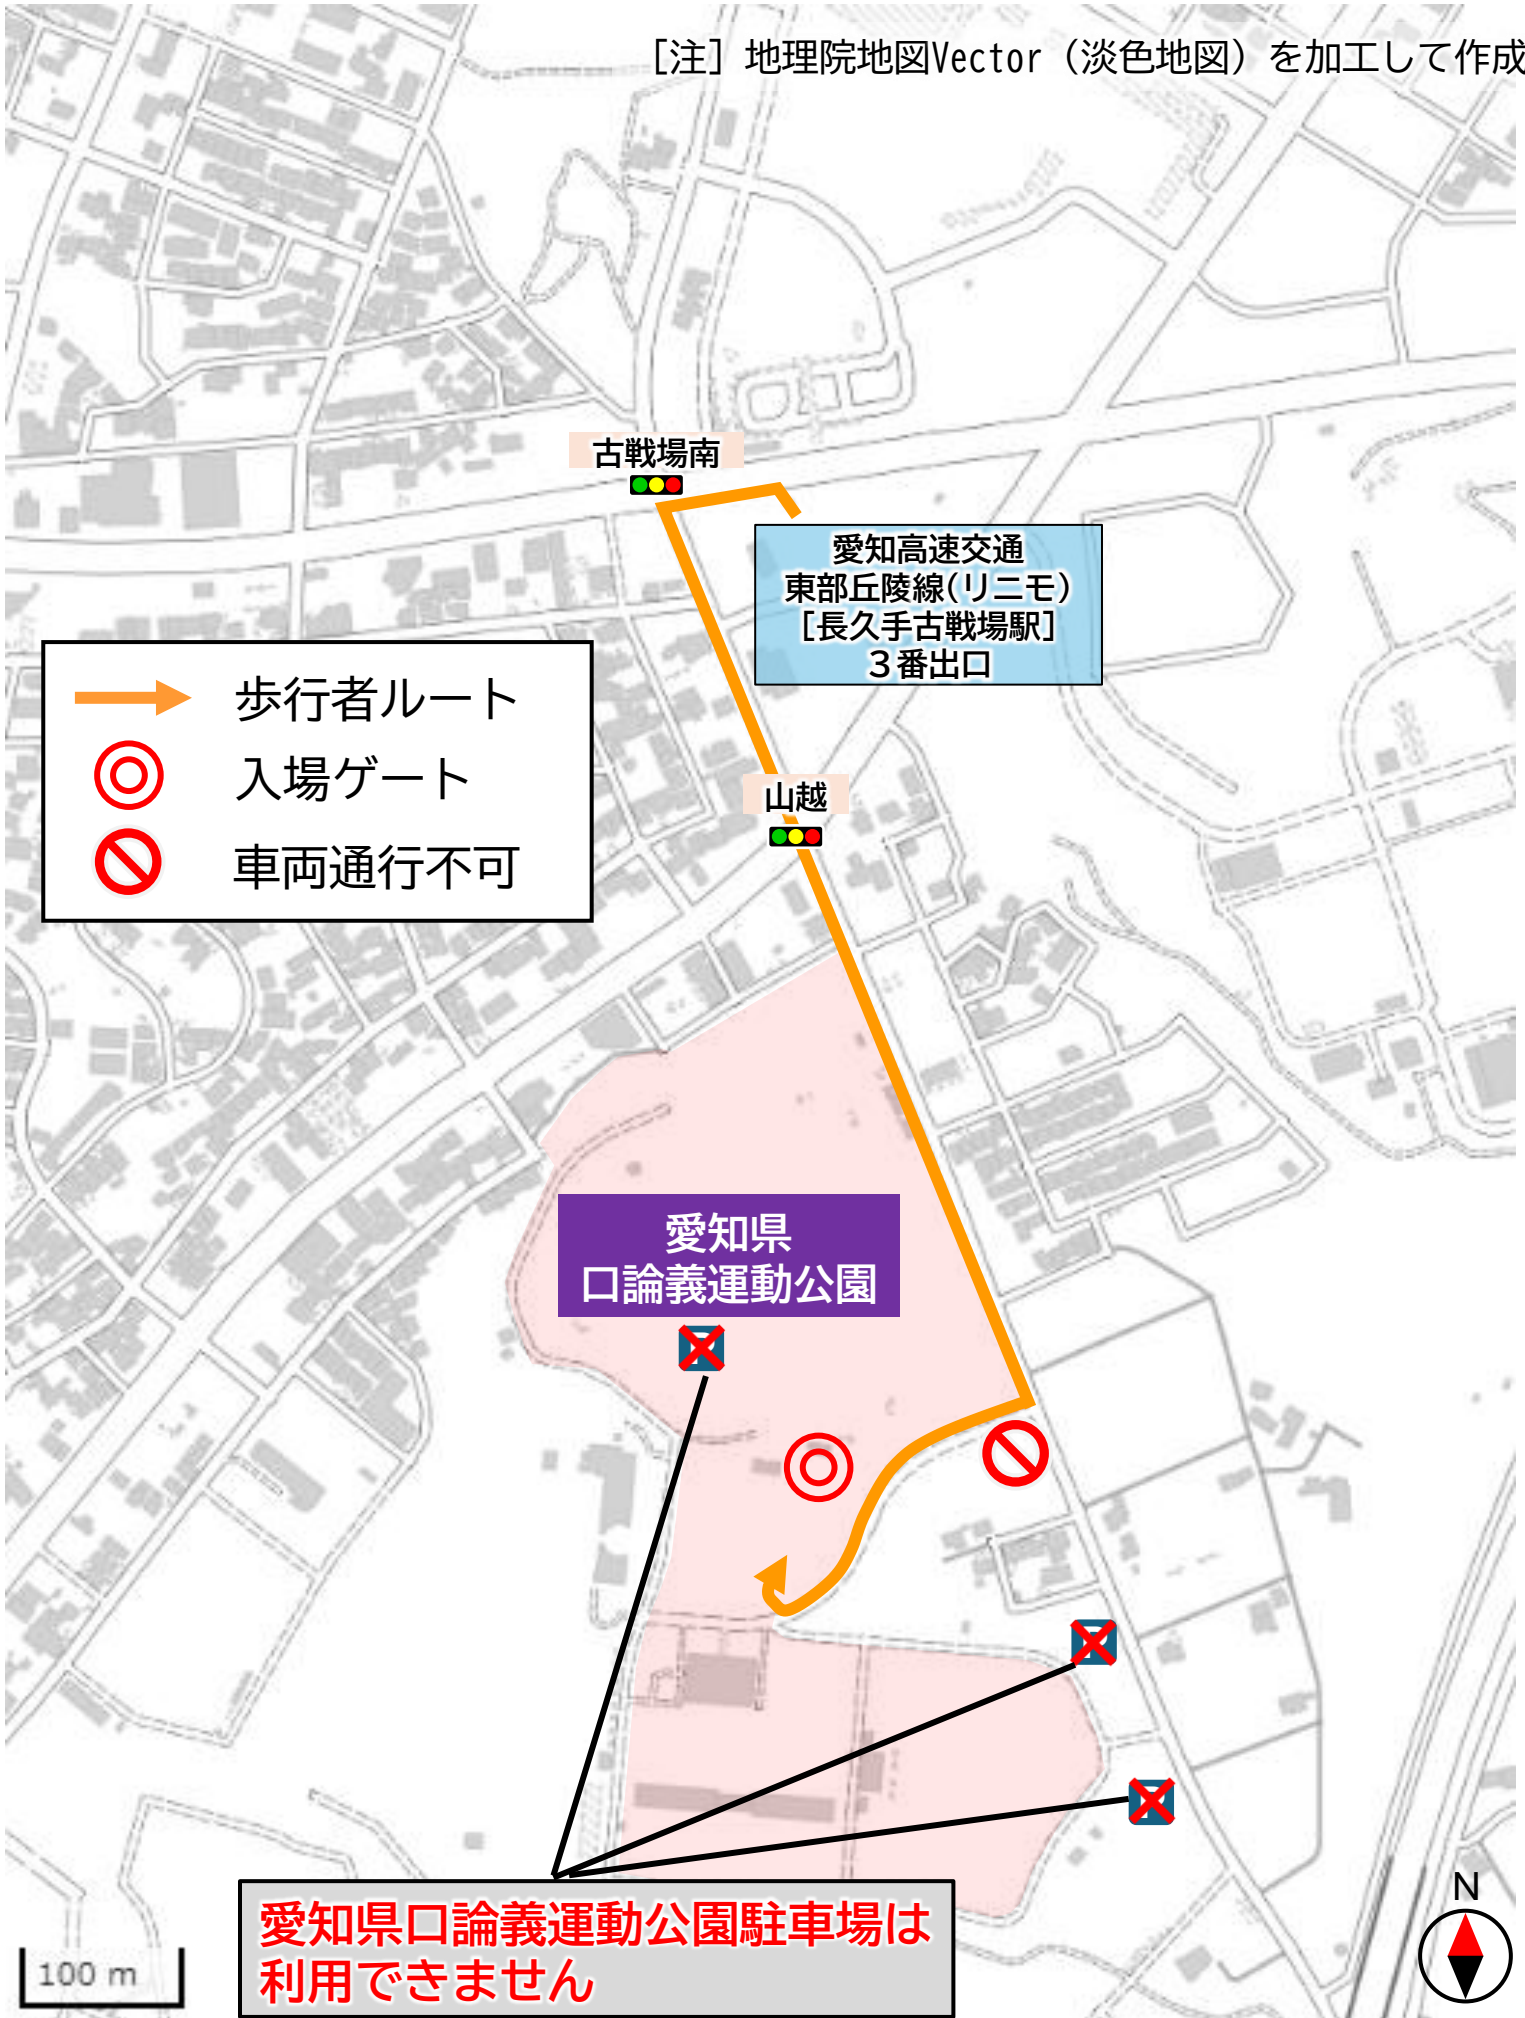 ［注］地理院地図Vector（淡色地図）を加工して作成
古戦場南
愛知高速交通
東部丘陵線(リニモ)
[長久手古戦場駅]
３番出口
歩行者ルート
入場ゲート
車両通行不可
山越
愛知県
口論義運動公園
愛知県口論義運動公園駐車場は
利用できません
100 m
N